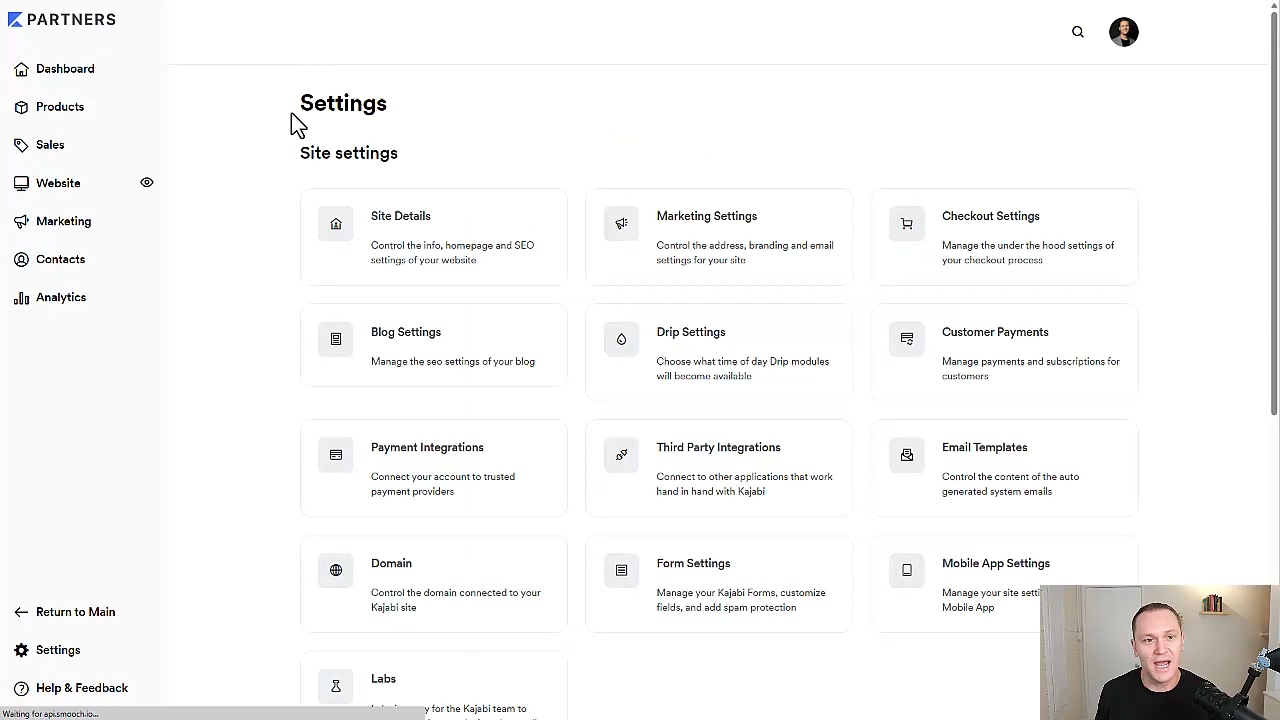 PARTNERS
Dashboard
Products
Sales
Website
Marketing
Contacts
Analytics
Return to Main
Settings
Help & Feedback
Waiting for api.smooch.io...
Settings
Site settings
Site Details
Control the info, homepage and SEO
settings of your website
Marketing Settings
Control the address, branding and email
settings for your site
Checkout Settings
Manage the under the hood settings of
your checkout process
Blog Settings
Manage the seo settings of your blog
Drip Settings
Choose what time of day Drip modules
will become available
Customer Payments
Manage payments and subscriptions for
customers
Payment Integrations
Connect your account to trusted
payment providers
Third Party Integrations
Connect to other applications that work
hand in hand with Kajabi
Email Templates
Control the content of the auto
generated system emails
Domain
Control the domain connected to your
Kajabi site
Form Settings
Manage your Kajabi Forms, customize
fields, and add spam protection
Mobile App Settings
Manage your site
Mobile App
Labs
for the Kajabi team to